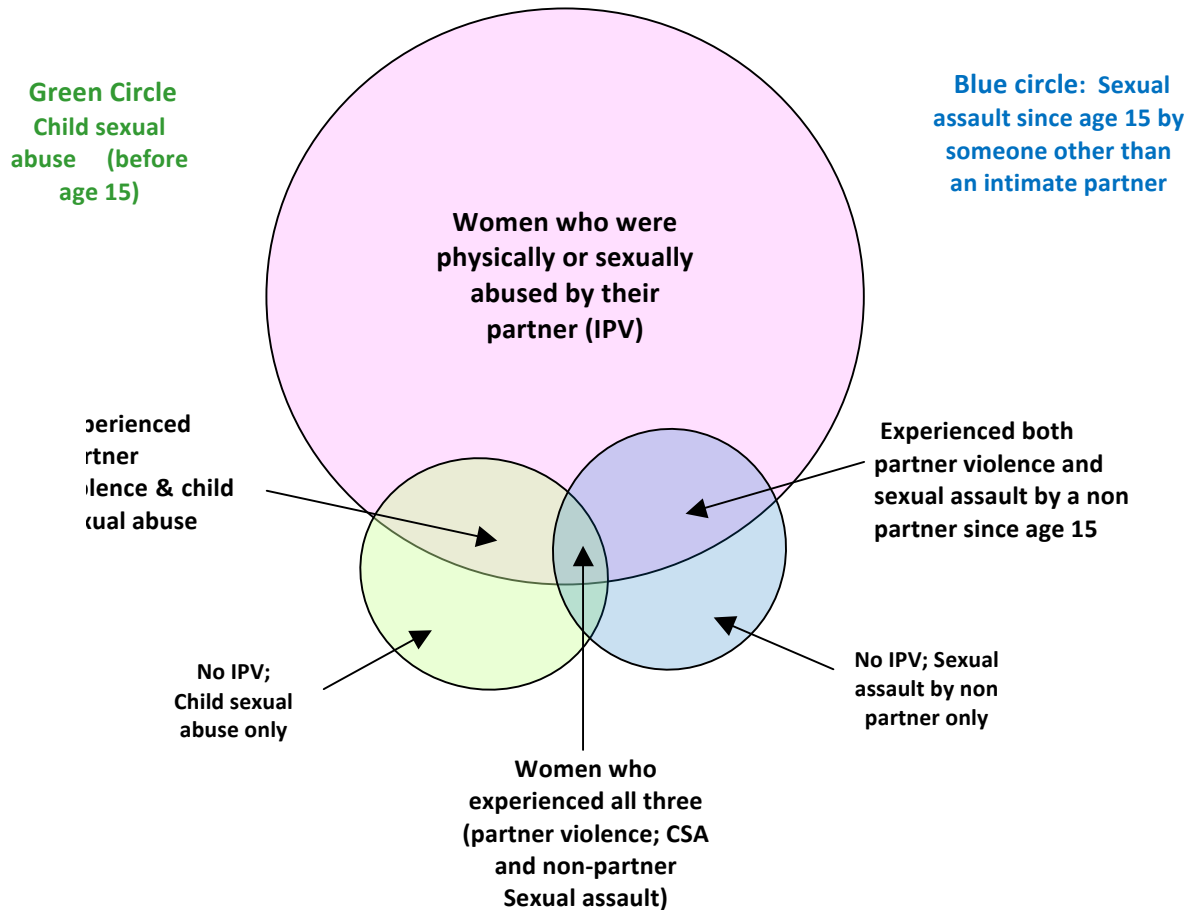 Green Circle
Child sexual
abuse (before
age 15)
Blue circle: Sexual
assault since age 15 by
someone other than
an intimate partner
Women who were
physically or sexually
abused by their
partner (IPV)
& child
abuse
Experienced both
partner violence and
sexual assault by a non
partner since age 15
No IPV;
Child sexual
abuse only
No IPV; Sexual
assault by non
partner only
Women who
experienced all three
(partner violence; CSA
and non-partner
Sexual assault)